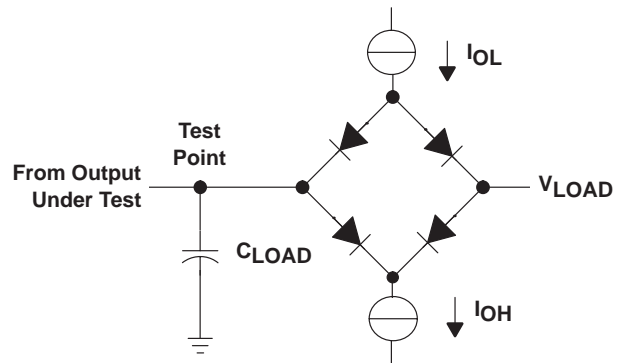 IOL
Test
Point
From Output
Under Test
VLOAD
CLOAD
IOH